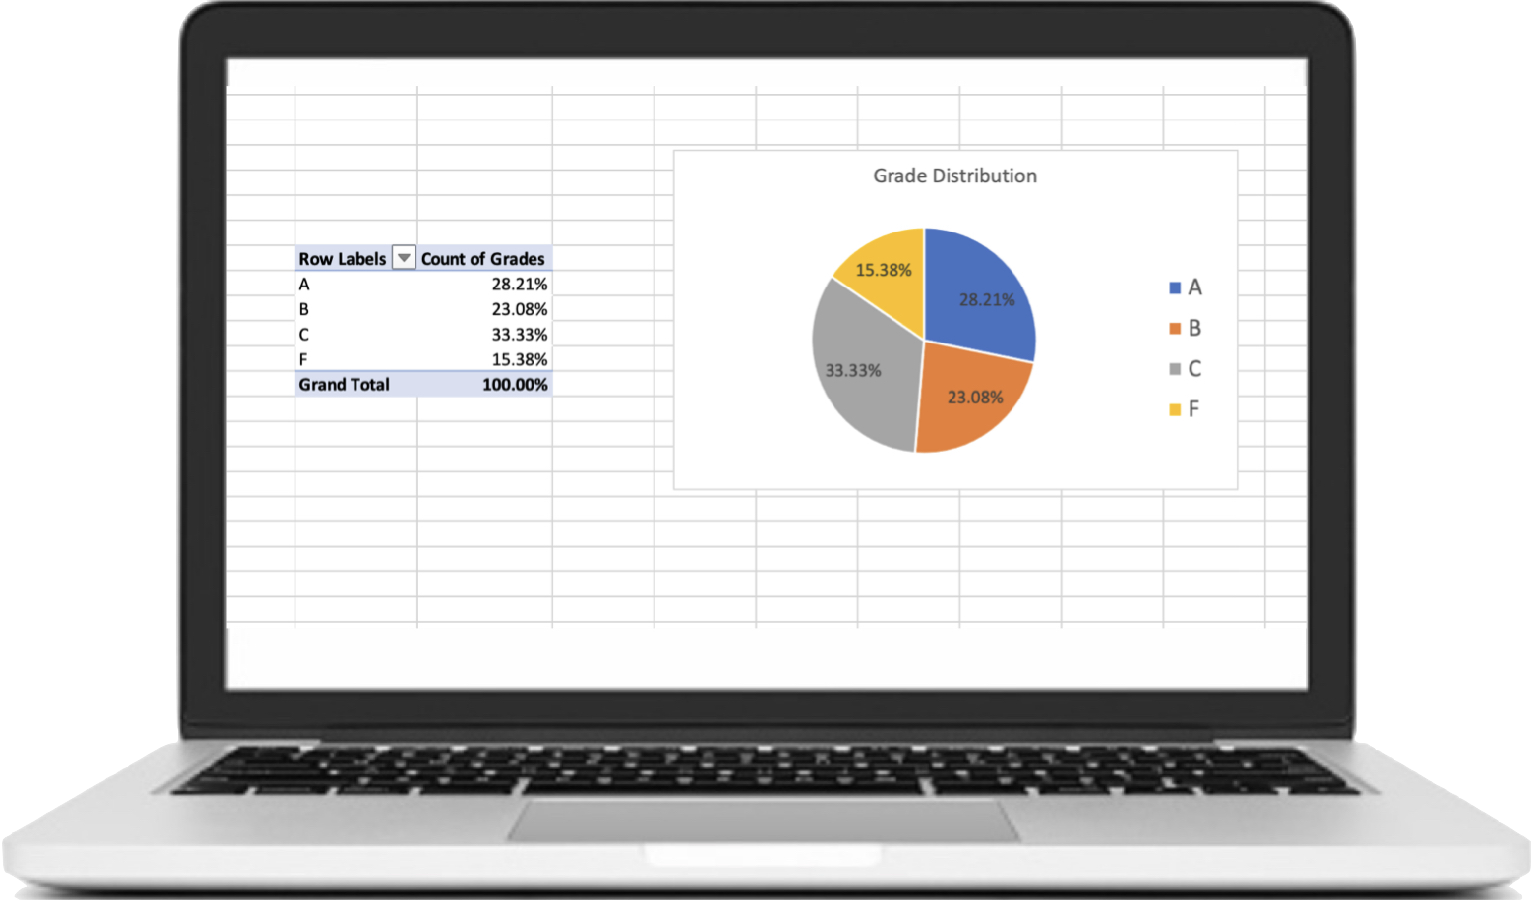 Row Labels Count of Grades
A 28.21%
B 23.08%
C 33.33%
F 15.38%
Grand Total 100.00%
Grade Distribution
15.38%
28.21%
33.33%
23.08%
A
B
C
F